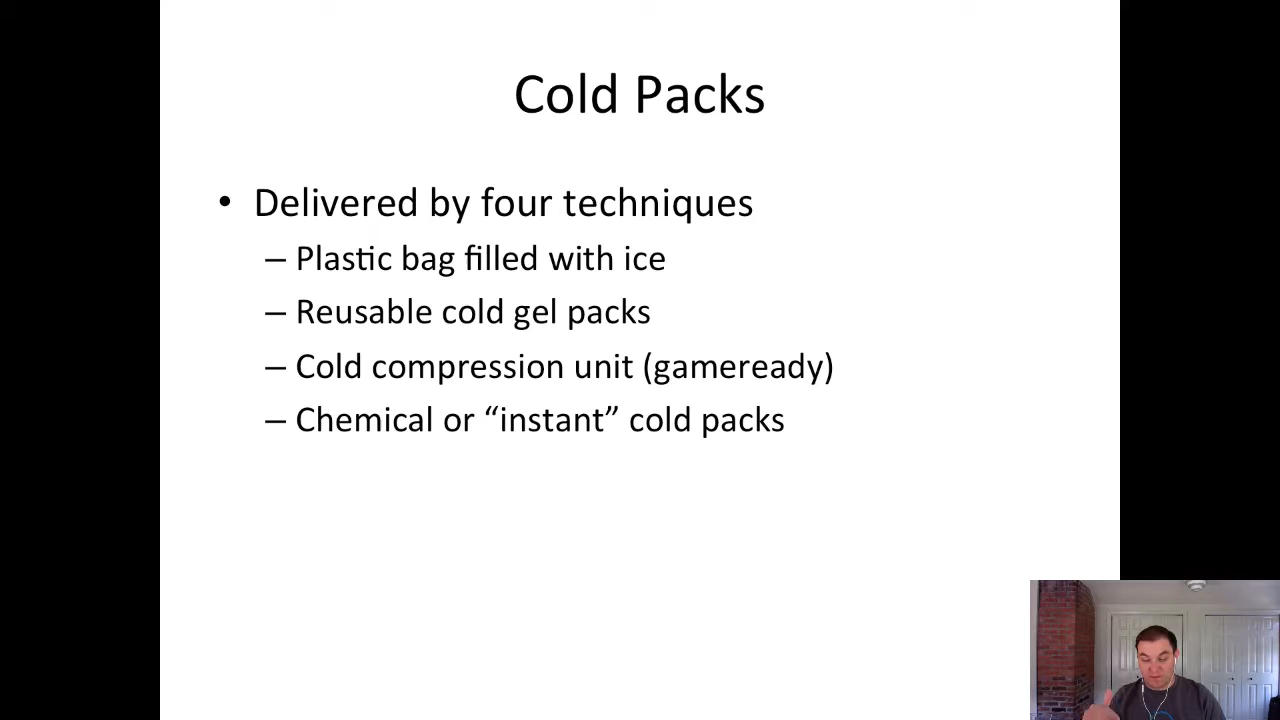 Cold Packs
• Delivered by four techniques
– Plastic bag filled with ice
– Reusable cold gel packs
– Cold compression unit (gameready)
– Chemical or “instant” cold packs